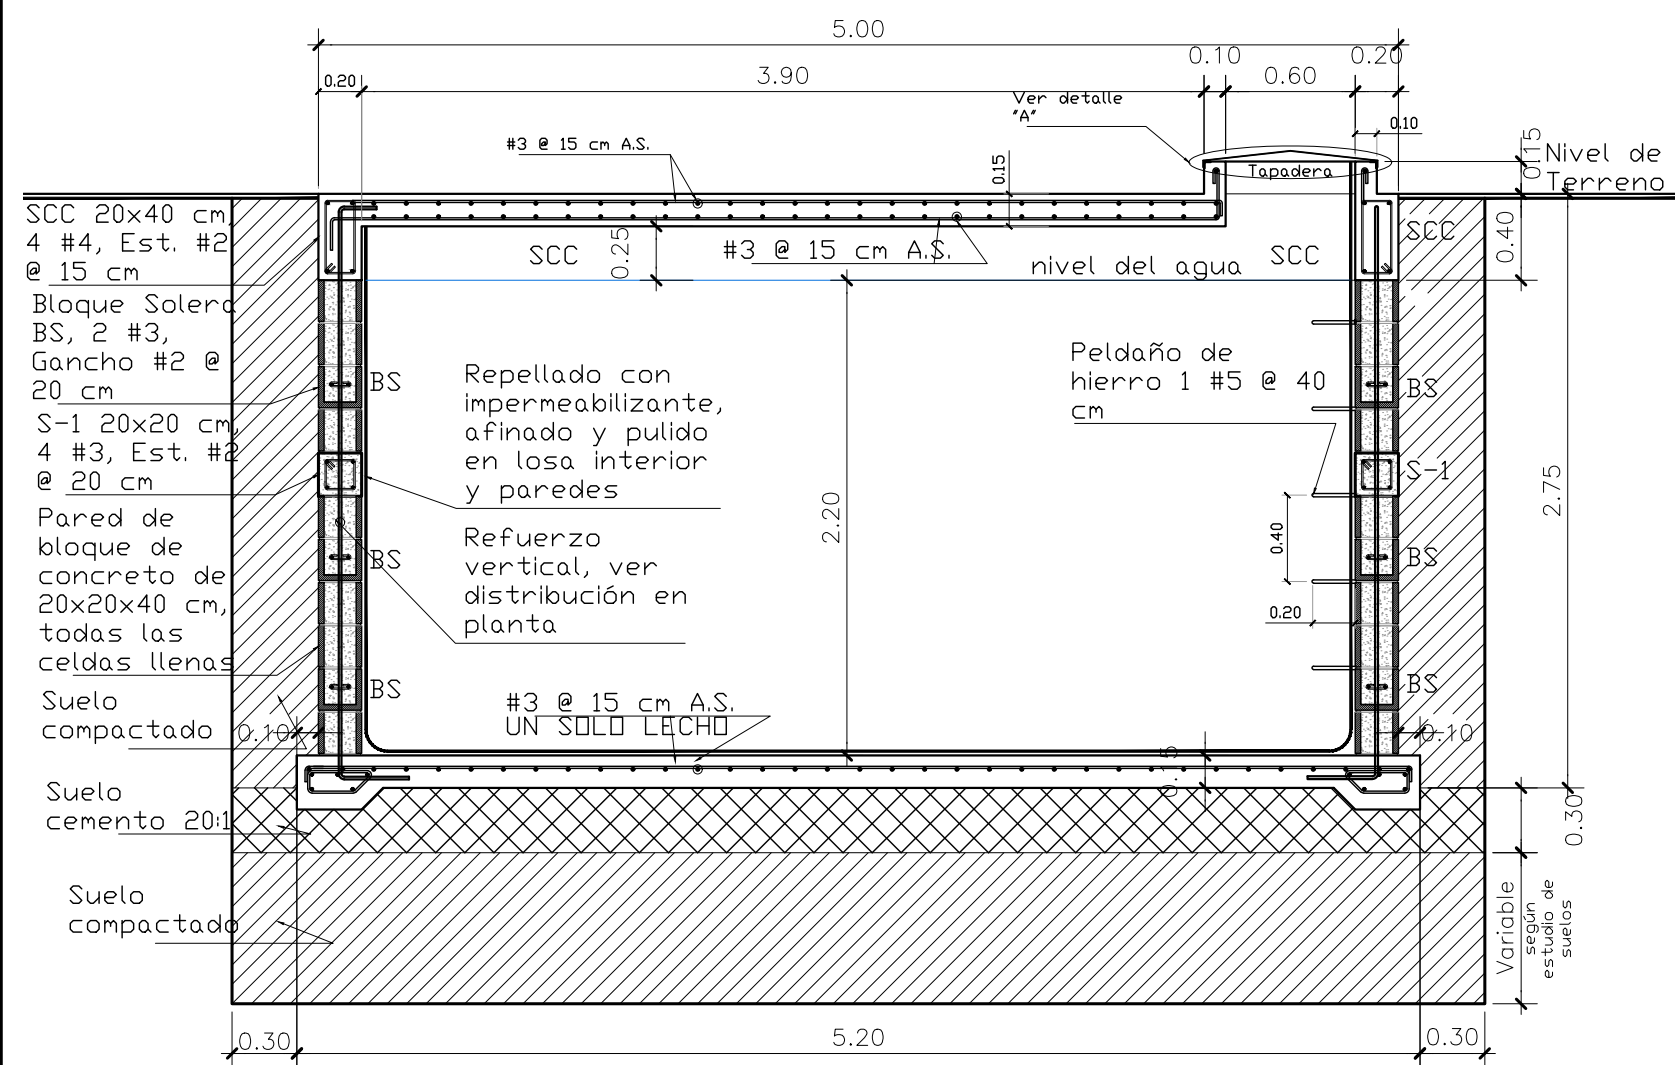 5.00
0.10
0.20
0.20
3.90
0.60
Ver detalle
"A"
0.10
#3 @ 15 cm A.S.
0.15
Tapadera
0.15
Nivel de
Terreno
SCC 20x40 cm,
4 #4, Est. #2
@ 15 cm
SCC
0.25
#3 @ 15 cm A.S.
nivel del agua
SCC
SCC
0.40
Bloque Solera
BS, 2 #3,
Gancho #2 @
20 cm
BS
Repellado con
impermeabilizante,
afinado y pulido
en losa interior
y paredes
Peldaño de
hierro 1 #5 @ 40
cm
BS
S-1 20x20 cm,
4 #3, Est. #2
@ 20 cm
S-1
2.20
2.75
Pared de
bloque de
concreto de
20x20x40 cm,
todas las
celdas llenas
BS
Refuerzo
vertical, ver
distribución en
planta
0.40
0.20
BS
BS
BS
Suelo
compactado
0.10
#3 @ 15 cm A.S.
UN SOLO LECHO
0.10
0.15
Suelo
cemento 20:1
0.30
Suelo
compactado
Variable
según
estudio de
suelos
0.30
5.20
0.30